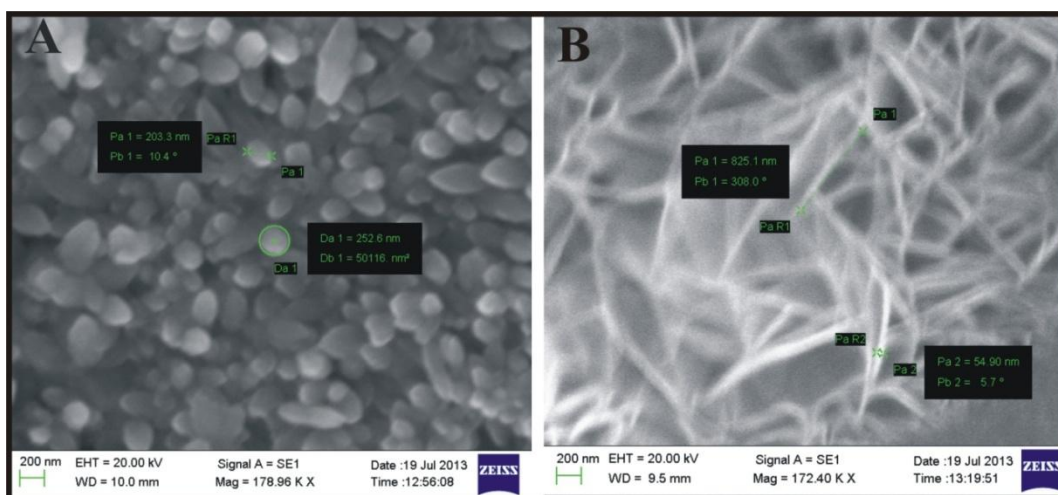 A
Pa 1 = 203.3 nm
Pb 1 = 10.4 °
Pa R1
Pa 1
Da 1 = 252.6 nm
Db 1 = 50116. nm²
Da 1
200 nm
EHT = 20.00 kV
WD = 10.0 mm
Signal A = SE1
Mag = 178.96 K X
Date :19 Jul 2013
Time :12:56:08
ZEISS
B
Pa 1
Pa 1 = 825.1 nm
Pb 1 = 308.0 °
Pa R1
Pa R2
Pa 2
Pa 2 = 54.90 nm
Pb 2 = 5.7 °
200 nm
EHT = 20.00 kV
WD = 9.5 mm
Signal A = SE1
Mag = 172.40 K X
Date :19 Jul 2013
Time :13:19:51
ZEISS